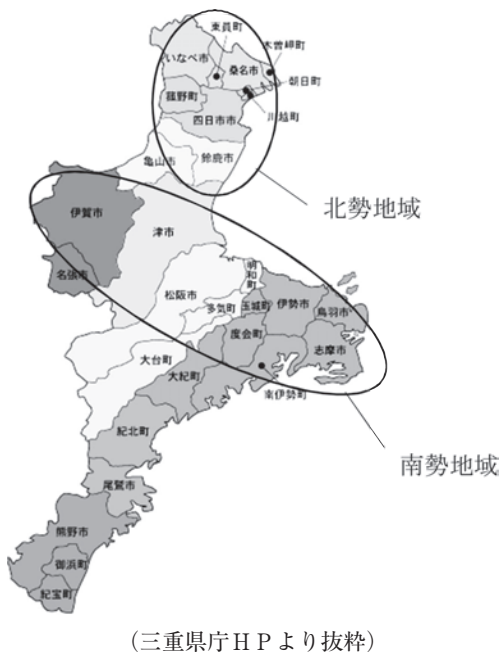 東員町
木曽岬町
いなべ市
桑名市
朝日町
菰野町
川越町
四日市市
亀山市
鈴鹿市
北勢地域
伊賀市
津市
名張市
明和町
松阪市
玉城町
伊勢市
鳥羽市
多気町
度会町
志摩市
大台町
大紀町
南伊勢町
紀北町
南勢地域
尾鷲市
熊野市
御浜町
紀宝町
(三重県庁HPより抜粋)